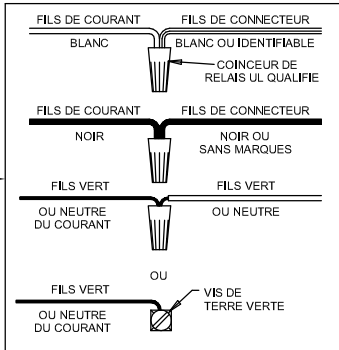 FILS DE COURANT FILS DE CONNECTEUR
BLANC BLANC OU IDENTIFIABLE
COINCEUR DE
RELAIS UL QUALIFIE
FILS DE COURANT FILS DE CONNECTEUR
NOIR NOIR OU
SANS MARQUES
FILS VERT FILS VERT
OU NEUTRE OU NEUTRE
DU COURANT
OU
FILS VERT VIS DE
TERRE VERTE
OU NEUTRE
DU COURANT